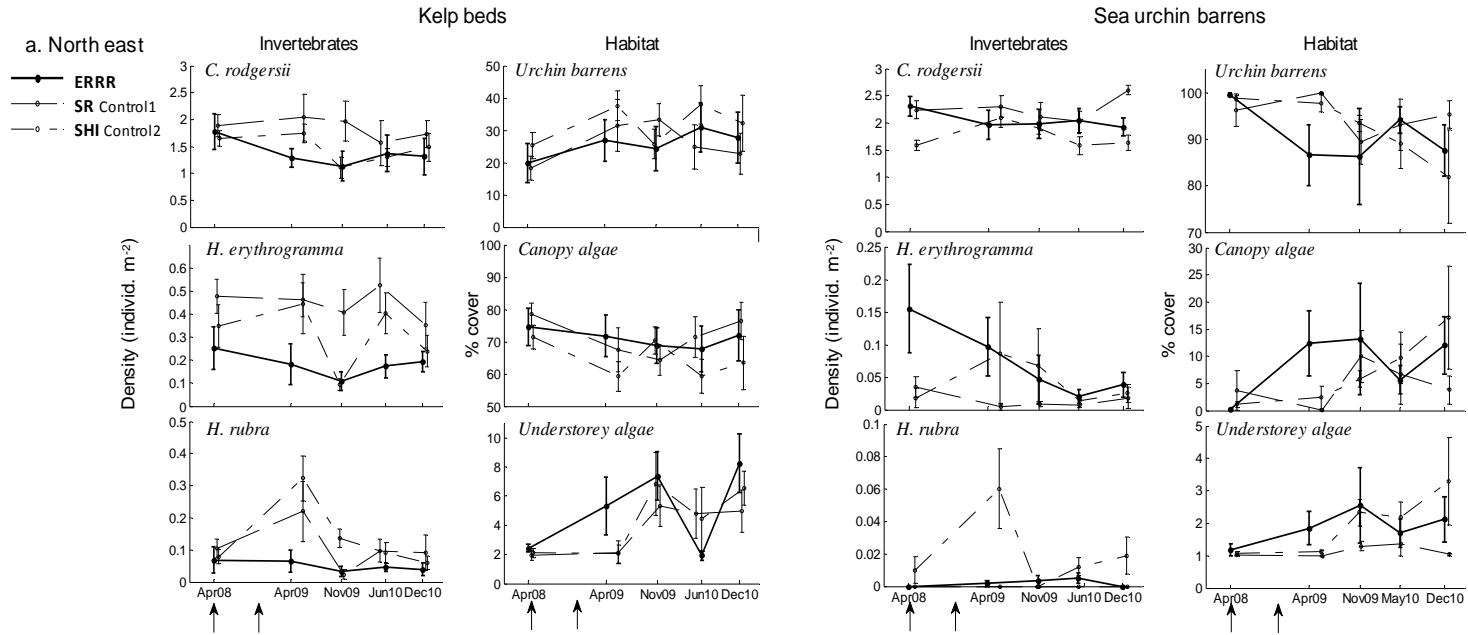 Kelp beds
Sea urchin barrens
a. North east
Invertebrates
Habitat
Invertebrates
Habitat
ERRR
SR Control1
SHI Control2
C. rodgersii
3
2.5
2
1.5
1
0.5
0
Urchin barrens
50
40
30
20
10
0
C. rodgersii
3
2.5
2
1.5
1
0.5
0
Urchin barrens
100
90
80
70
Density (individ. m-2)
H. erythrogramma
0.6
0.5
0.4
0.3
0.2
0.1
0
% cover
Canopy algae
100
90
80
70
60
50
Density (individ. m-2)
H. erythrogramma
0.25
0.2
0.15
0.1
0.05
0
% cover
Canopy algae
30
25
20
15
10
5
0
H. rubra
0.5
0.4
0.3
0.2
0.1
0
Apr08 Apr09 Nov09 Jun10 Dec10
Understorey algae
10
8
6
4
2
0
Apr08 Apr09 Nov09 Jun10 Dec10
H. rubra
0.1
0.08
0.06
0.04
0.02
0
Apr08 Apr09 Nov09 Jun10 Dec10
Understorey algae
5
4
3
2
1
0
Apr08 Apr09 Nov09 May10 Dec10